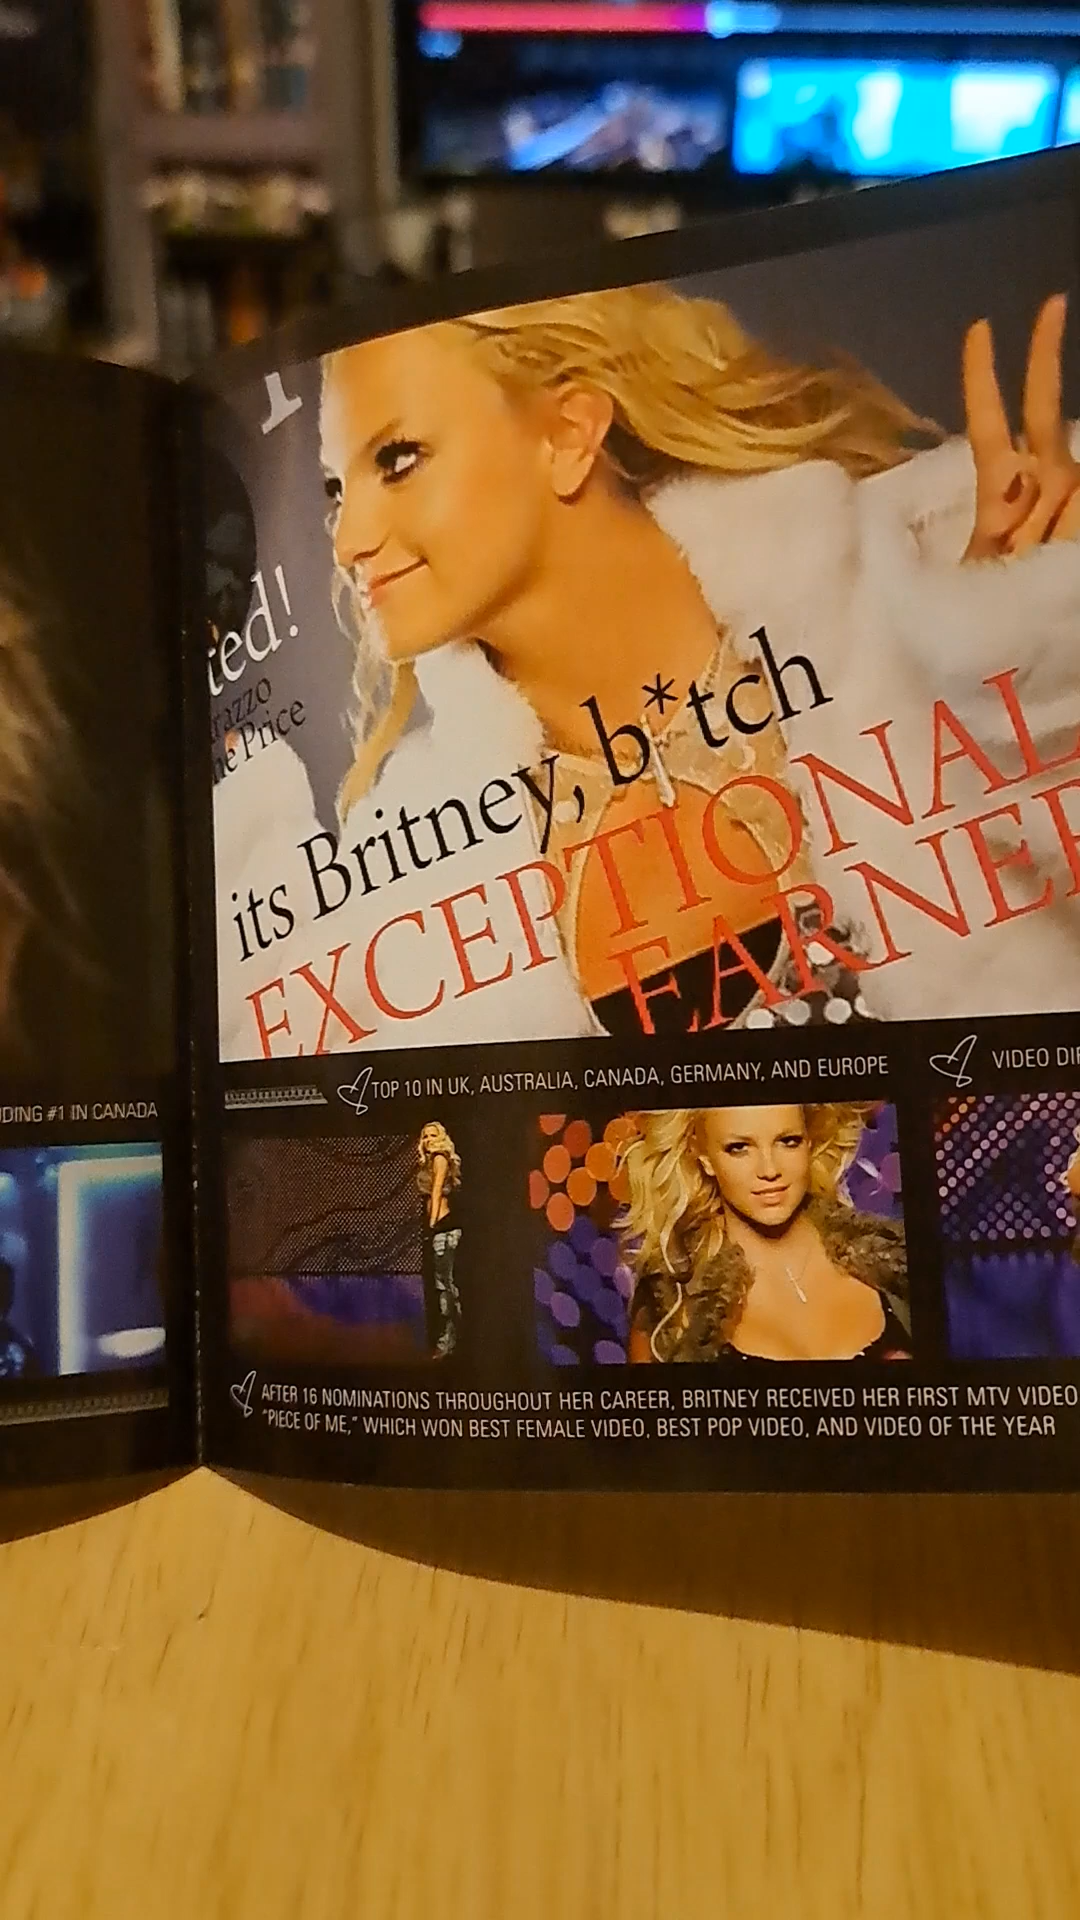 ted!
razzo
he Price
its Britney, b*tch
EXCEPTIONAL
EARNE
DING #1 IN CANADA
TOP 10 IN UK, AUSTRALIA, CANADA, GERMANY, AND EUROPE
VIDEO DI
AFTER 16 NOMINATIONS THROUGHOUT HER CAREER, BRITNEY RECEIVED HER FIRST MTV VIDEO
"PIECE OF ME," WHICH WON BEST FEMALE VIDEO, BEST POP VIDEO, AND VIDEO OF THE YEAR